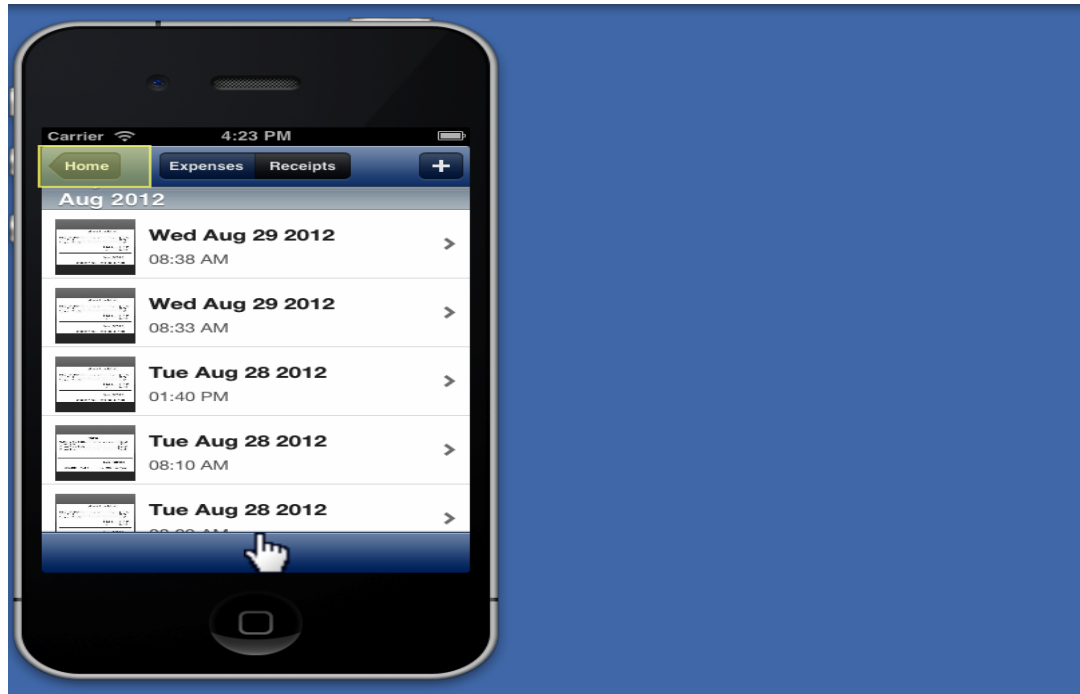 Carrier 4:23 PM
Home Expenses Receipts +
Aug 2012
Wed Aug 29 2012
08:38 AM
Wed Aug 29 2012
08:33 AM
Tue Aug 28 2012
01:40 PM
Tue Aug 28 2012
08:10 AM
Tue Aug 28 2012